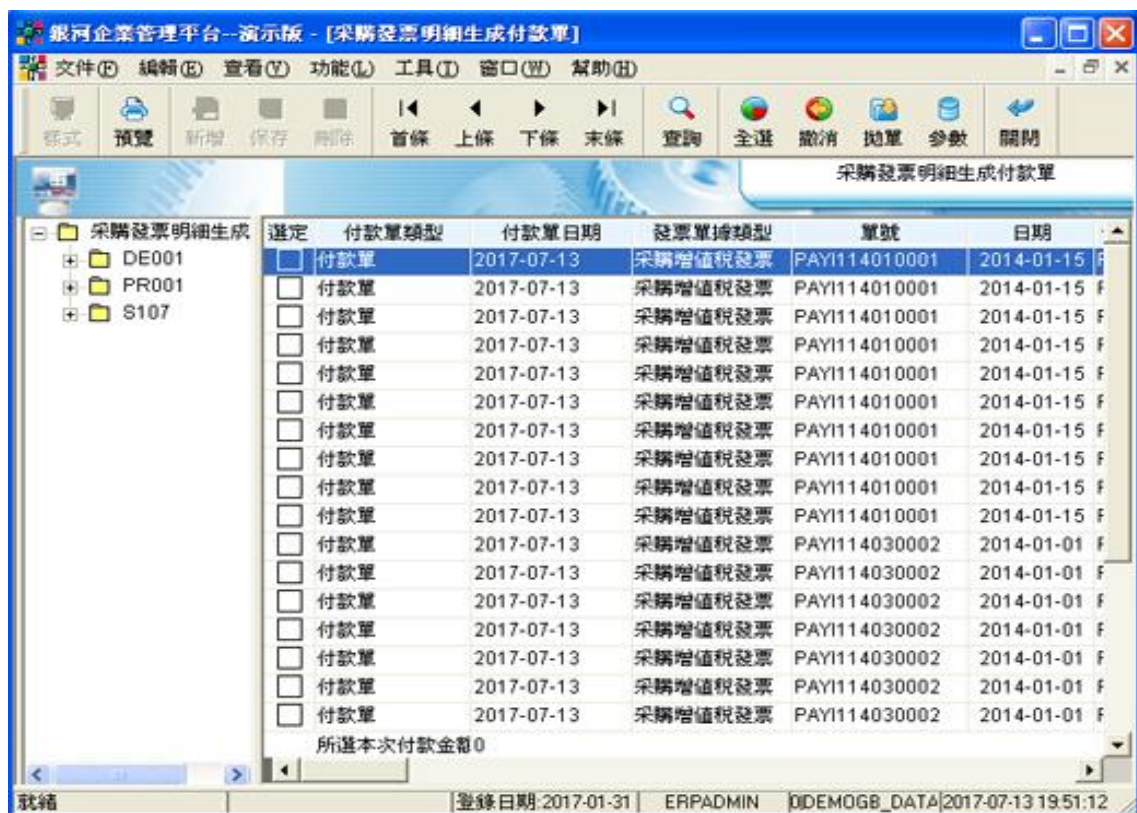 銀河企業管理平台--演示版 - [采購發票明細生成付款單]
文件(F) 編輯(E) 查看(V) 功能(L) 工具(T) 窗口(W) 幫助(H)
樣式 預覽 新增 保存 刪除 首條 上條 下條 末條 查詢 全選 撤消 拋單 參數 關閉
采購發票明細生成付款單
采購發票明細生成
DE001
PR001
S107
選定 付款單類型 付款單日期 發票單據類型 單號 日期
付款單 2017-07-13 采購增值稅發票 PAYI114010001 2014-01-15
付款單 2017-07-13 采購增值稅發票 PAYI114010001 2014-01-15
付款單 2017-07-13 采購增值稅發票 PAYI114010001 2014-01-15
付款單 2017-07-13 采購增值稅發票 PAYI114010001 2014-01-15
付款單 2017-07-13 采購增值稅發票 PAYI114010001 2014-01-15
付款單 2017-07-13 采購增值稅發票 PAYI114010001 2014-01-15
付款單 2017-07-13 采購增值稅發票 PAYI114010001 2014-01-15
付款單 2017-07-13 采購增值稅發票 PAYI114010001 2014-01-15
付款單 2017-07-13 采購增值稅發票 PAYI114010001 2014-01-15
付款單 2017-07-13 采購增值稅發票 PAYI114010001 2014-01-15
付款單 2017-07-13 采購增值稅發票 PAYI114030002 2014-01-01
付款單 2017-07-13 采購增值稅發票 PAYI114030002 2014-01-01
付款單 2017-07-13 采購增值稅發票 PAYI114030002 2014-01-01
付款單 2017-07-13 采購增值稅發票 PAYI114030002 2014-01-01
付款單 2017-07-13 采購增值稅發票 PAYI114030002 2014-01-01
付款單 2017-07-13 采購增值稅發票 PAYI114030002 2014-01-01
付款單 2017-07-13 采購增值稅發票 PAYI114030002 2014-01-01
所選本次付款金額0
就緒 登錄日期:2017-01-31 ERPADMIN DEMOGB_DATA 2017-07-13 19:51:12